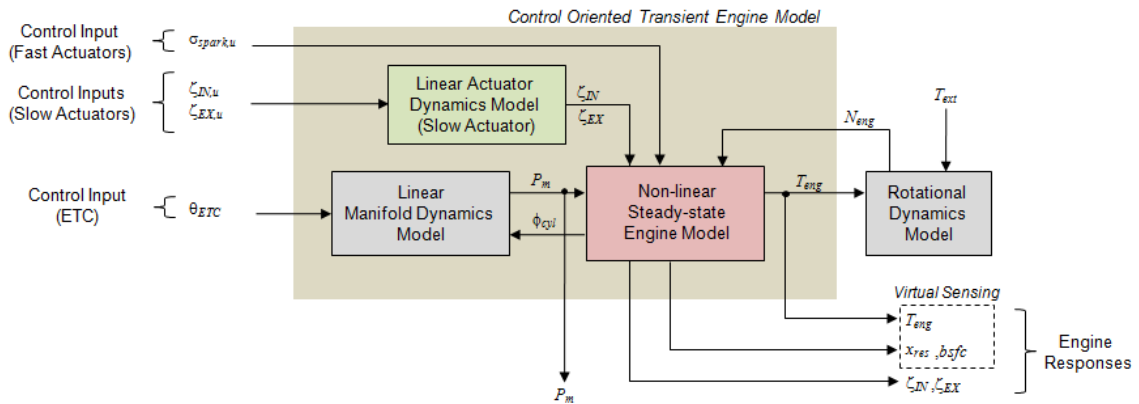 Control Oriented Transient Engine Model
Control Input
(Fast Actuators)
σspark,u
Control Inputs
(Slow Actuators)
ζIN,u
ζEX,u
Linear Actuator
Dynamics Model
(Slow Actuator)
ζIN
ζEX
Neng
Text
Control Input
(ETC)
θETC
Linear
Manifold Dynamics
Model
Pm
ϕcyl
Non-linear
Steady-state
Engine Model
Teng
Rotational
Dynamics
Model
Virtual Sensing
Teng
xres ,bsfc
ζIN ,ζEX
Engine
Responses
Pm